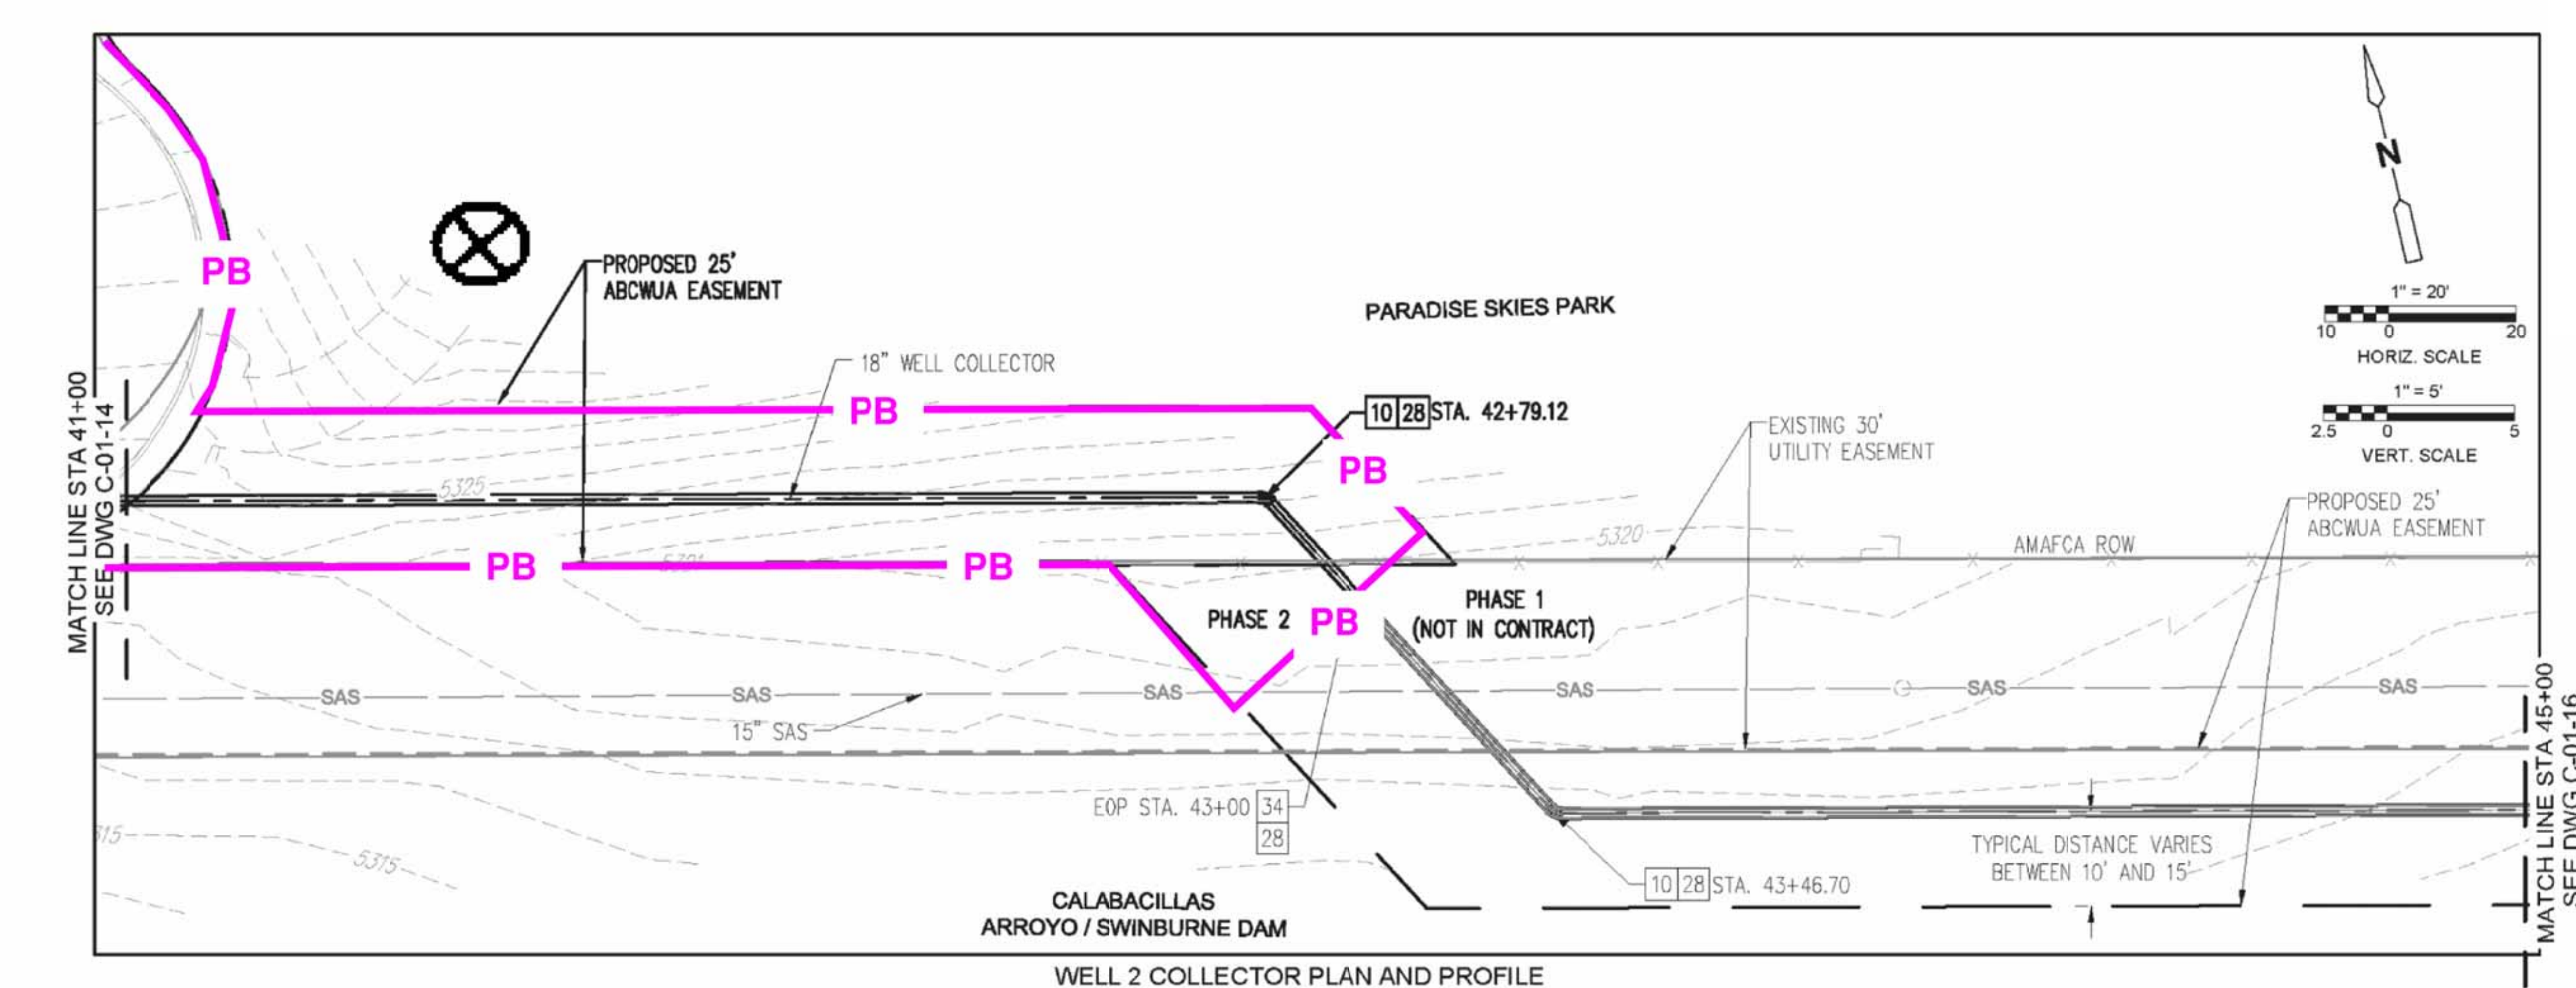 PB
PROPOSED 25'
ABCWUA EASEMENT
PARADISE SKIES PARK
N
1" = 20'
10 0 20
HORIZ. SCALE
1" = 5'
2.5 0 5
VERT. SCALE
18" WELL COLLECTOR
MATCH LINE STA 41+00
SEE DWG C-01-14
PB
10 28 STA. 42+79.12
PB
EXISTING 30'
UTILITY EASEMENT
5325
PROPOSED 25'
ABCWUA EASEMENT
5320
AMAFCA ROW
PB
PB
PHASE 2
PB
PHASE 1
(NOT IN CONTRACT)
SAS
SAS
SAS
SAS
SAS
SAS
15" SAS
EOP STA. 43+00 34
28
315
5315
TYPICAL DISTANCE VARIES
BETWEEN 10' AND 15'
10 28 STA. 43+46.70
CALABACILLAS
ARROYO / SWINBURNE DAM
MATCH LINE STA 45+00
SEE DWG C-01-16
WELL 2 COLLECTOR PLAN AND PROFILE